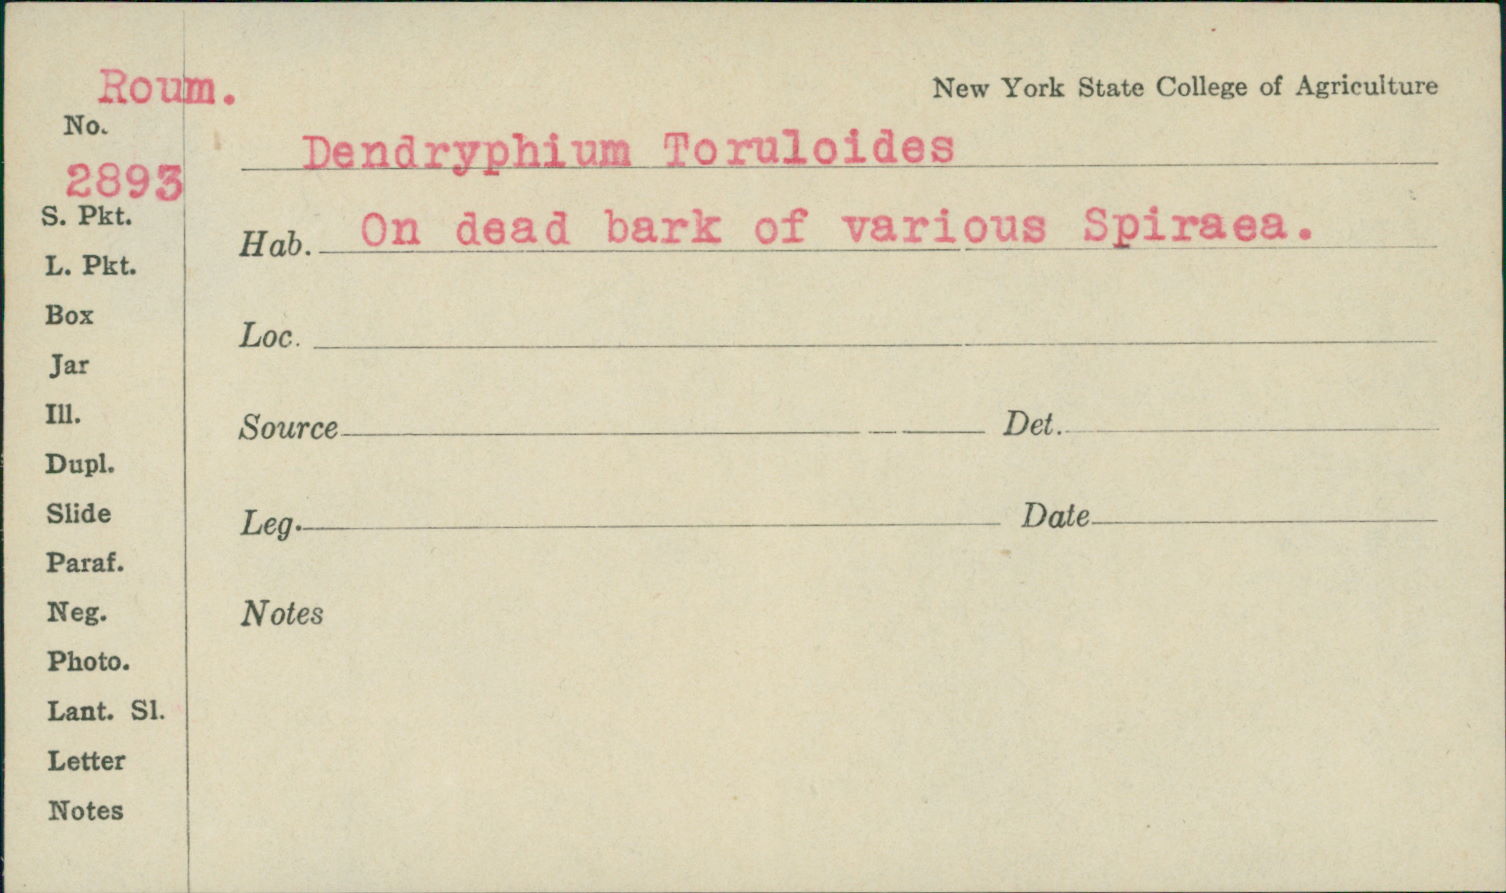 Roum.
New York State College of Agriculture
No.
Dendryphium Toruloides
2893
S. Pkt.
Hab. On dead bark of various Spiraea.
L. Pkt.
Box
Loc.
Jar
Ill.
Source Det.
Dupl.
Slide
Leg. Date
Paraf.
Neg.
Notes
Photo.
Lant. Sl.
Letter
Notes